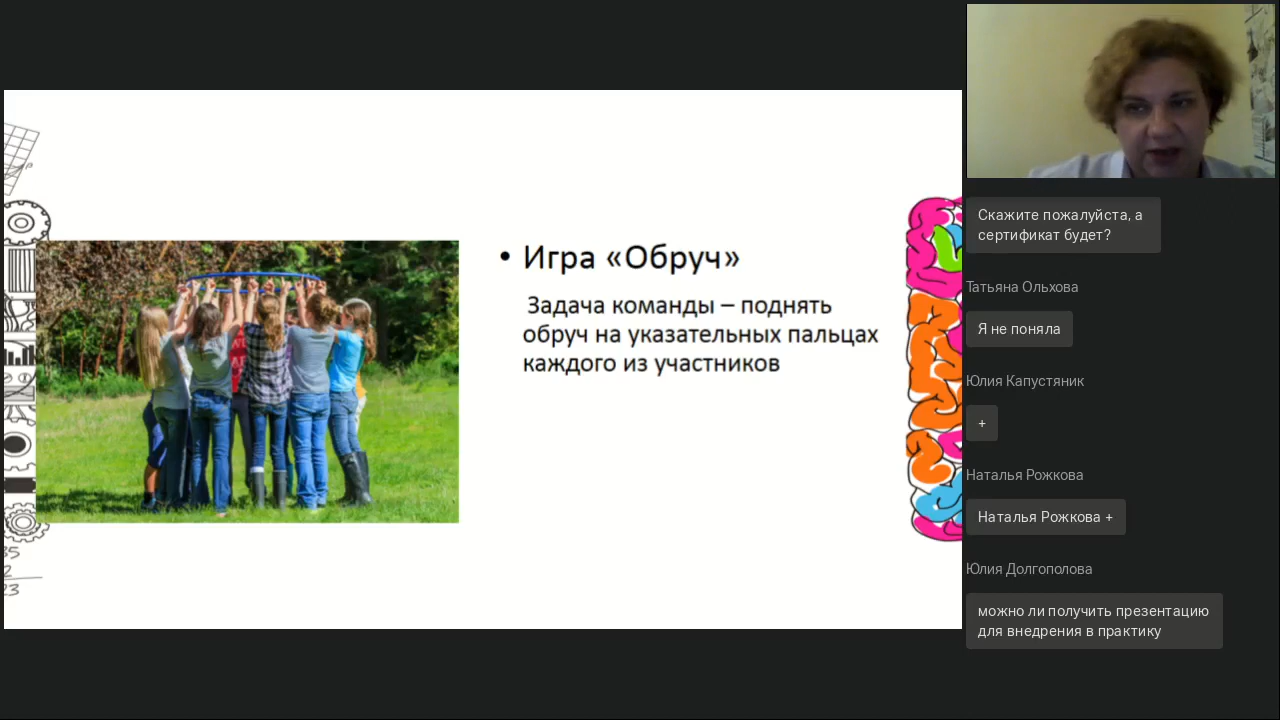 • Игра «Обруч»
Задача команды – поднять
обруч на указательных пальцах
каждого из участников
Скажите пожалуйста, а
сертификат будет?
Татьяна Ольхова
Я не поняла
Юлия Капустяник
+
Наталья Рожкова
Наталья Рожкова +
Юлия Долгополова
можно ли получить презентацию
для внедрения в практику